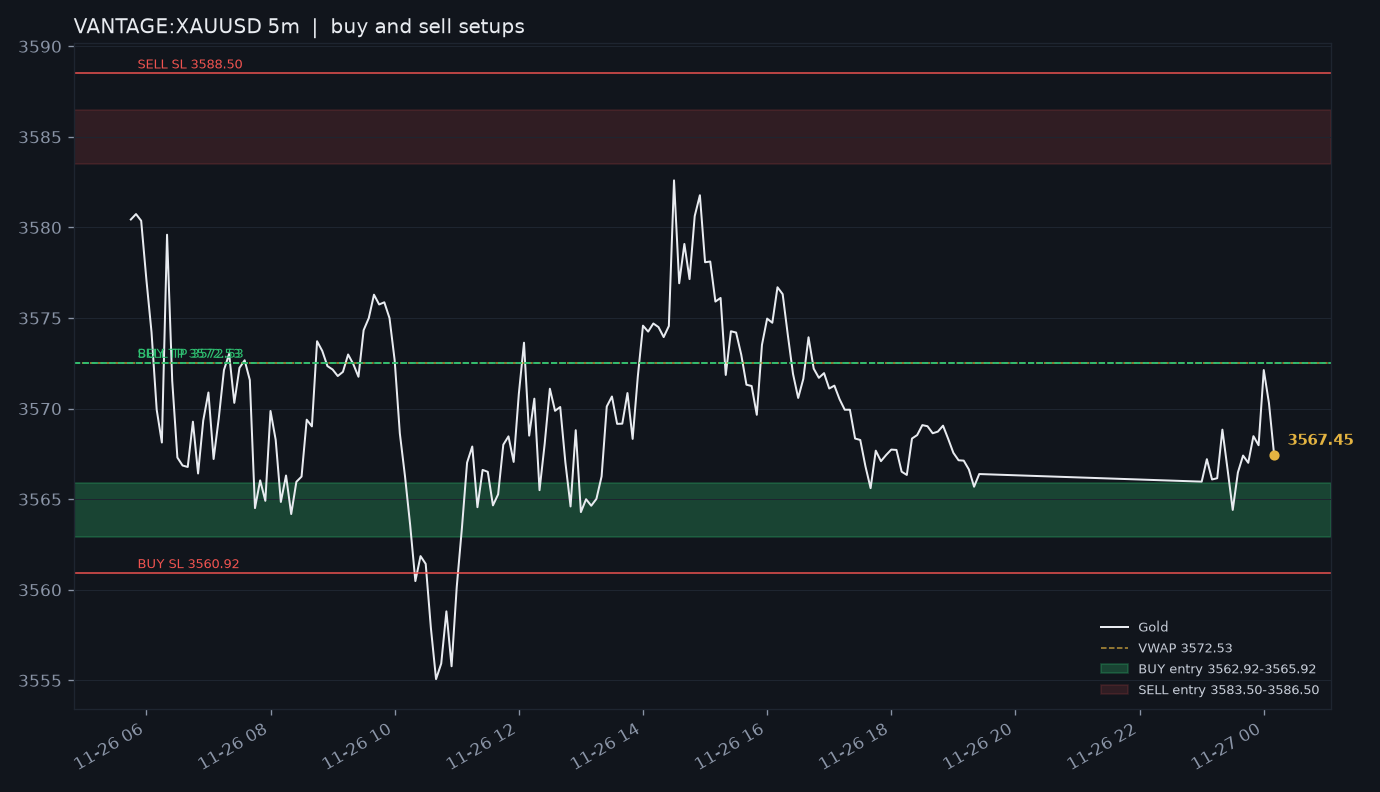 VANTAGE:XAUUSD 5m | buy and sell setups
3590
SELL SL 3588.50
3585
3580
3575
3572.53
3570
3567.45
3565
BUY SL 3560.92
3560
3555
Gold
VWAP 3572.53
BUY entry 3562.92-3565.92
SELL entry 3583.50-3586.50
11-26 06
11-26 08
11-26 10
11-26 12
11-26 14
11-26 16
11-26 18
11-26 20
11-26 22
11-27 00